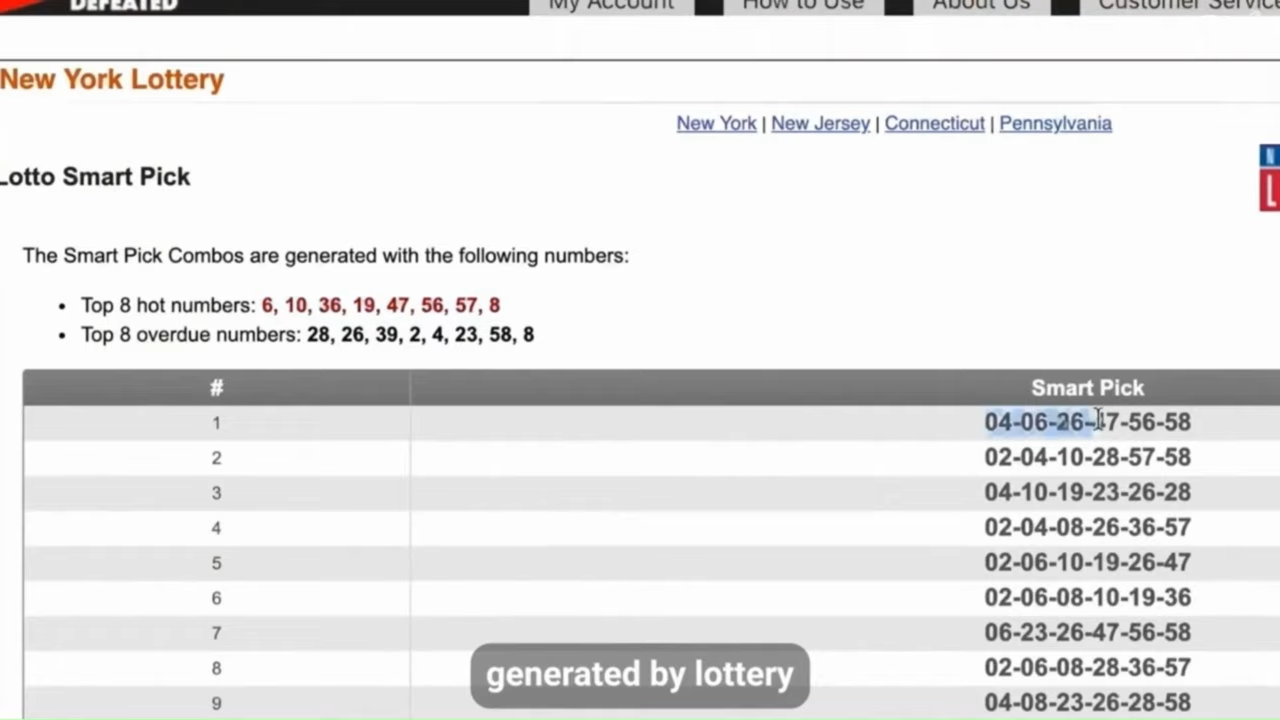 DEFEATED
My Account How to Use About Us Customer Service
New York Lottery
New York | New Jersey | Connecticut | Pennsylvania
Lotto Smart Pick
The Smart Pick Combos are generated with the following numbers:
• Top 8 hot numbers: 6, 10, 36, 19, 47, 56, 57, 8
• Top 8 overdue numbers: 28, 26, 39, 2, 4, 23, 58, 8
# Smart Pick
1 04-06-26-47-56-58
2 02-04-10-28-57-58
3 04-10-19-23-26-28
4 02-04-08-26-36-57
5 02-06-10-19-26-47
6 02-06-08-10-19-36
7 06-23-26-47-56-58
8 02-06-08-28-36-57
9 04-08-23-26-28-58
generated by lottery